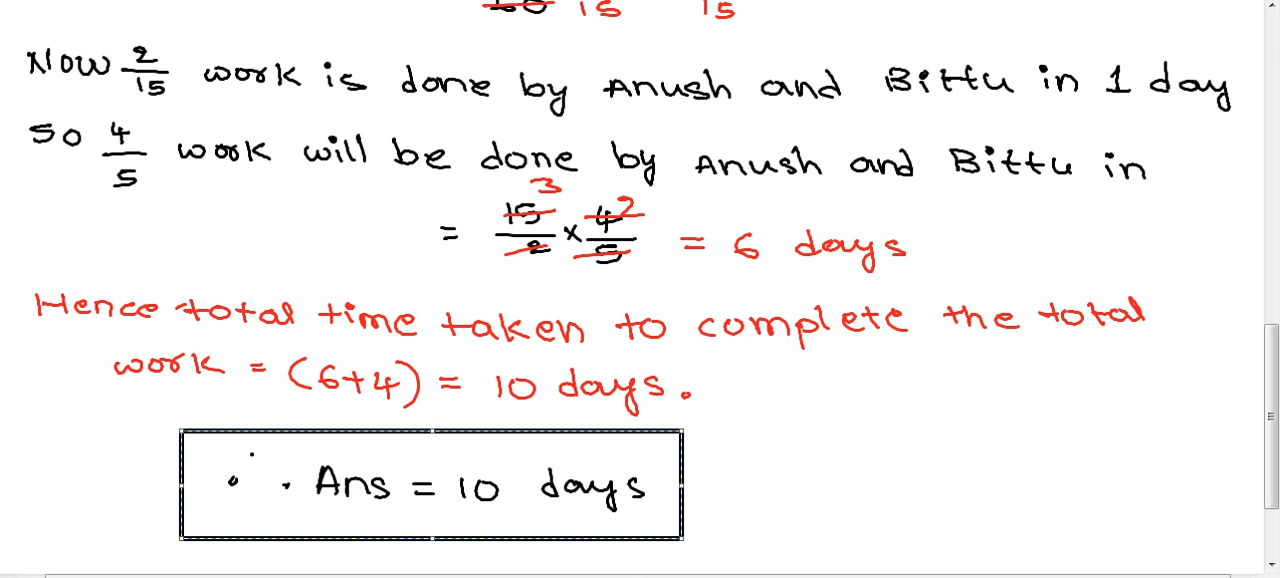 15 15
Now 2/15 work is done by Anush and Bittu in 1 day
So 4/5 work will be done by Anush and Bittu in
= 15/2 3 × 4/5 2 = 6 days
Hence total time taken to complete the total
work = (6+4) = 10 days.
∴ Ans = 10 days